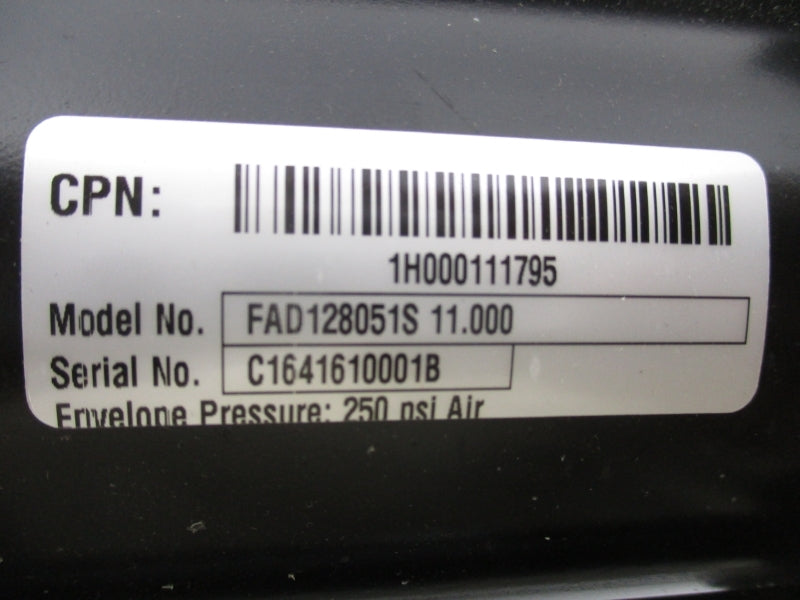 CPN:
1H000111795
Model No. FAD128051S 11.000
Serial No. C1641610001B
Envelope Pressure: 250 psi Air